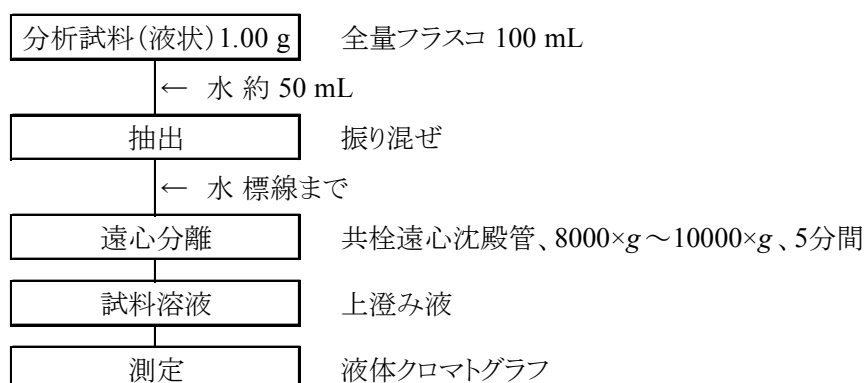 分析試料(液状)1.00 g 全量フラスコ 100 mL
← 水 約 50 mL
抽出 振り混ぜ
← 水 標線まで
遠心分離 共栓遠心沈殿管、8000×g～10000×g、5分間
試料溶液 上澄み液
測定 液体クロマトグラフ